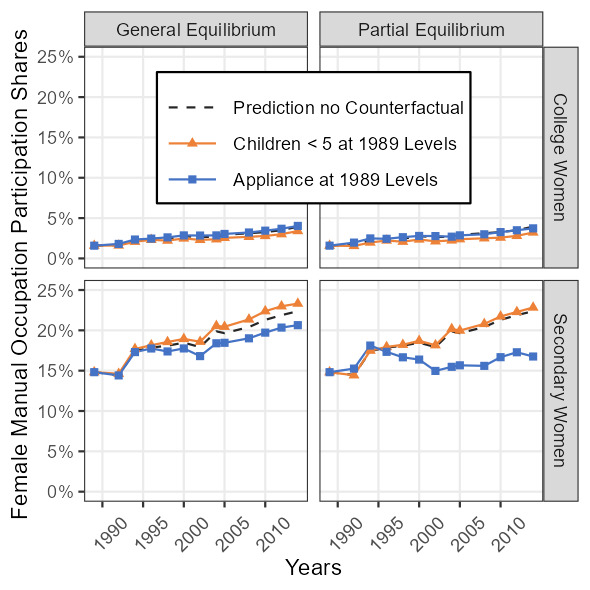 General Equilibrium
Partial Equilibrium
Female Manual Occupation Participation Shares
25%
20%
15%
10%
5%
0%
Prediction no Counterfactual
Children < 5 at 1989 Levels
Appliance at 1989 Levels
College Women
25%
20%
15%
10%
5%
0%
Secondary Women
1990
1995
2000
2005
2010
1990
1995
2000
2005
2010
Years